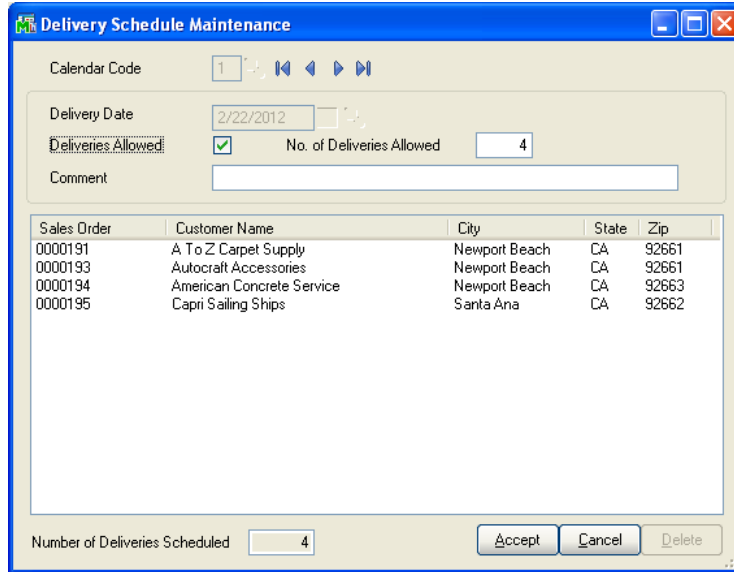 Delivery Schedule Maintenance
Calendar Code 1
Delivery Date 2/22/2012
Deliveries Allowed No. of Deliveries Allowed 4
Comment
Sales Order Customer Name City State Zip
0000191 A To Z Carpet Supply Newport Beach CA 92661
0000193 Autocraft Accessories Newport Beach CA 92661
0000194 American Concrete Service Newport Beach CA 92663
0000195 Capri Sailing Ships Santa Ana CA 92662
Number of Deliveries Scheduled 4 Accept Cancel Delete